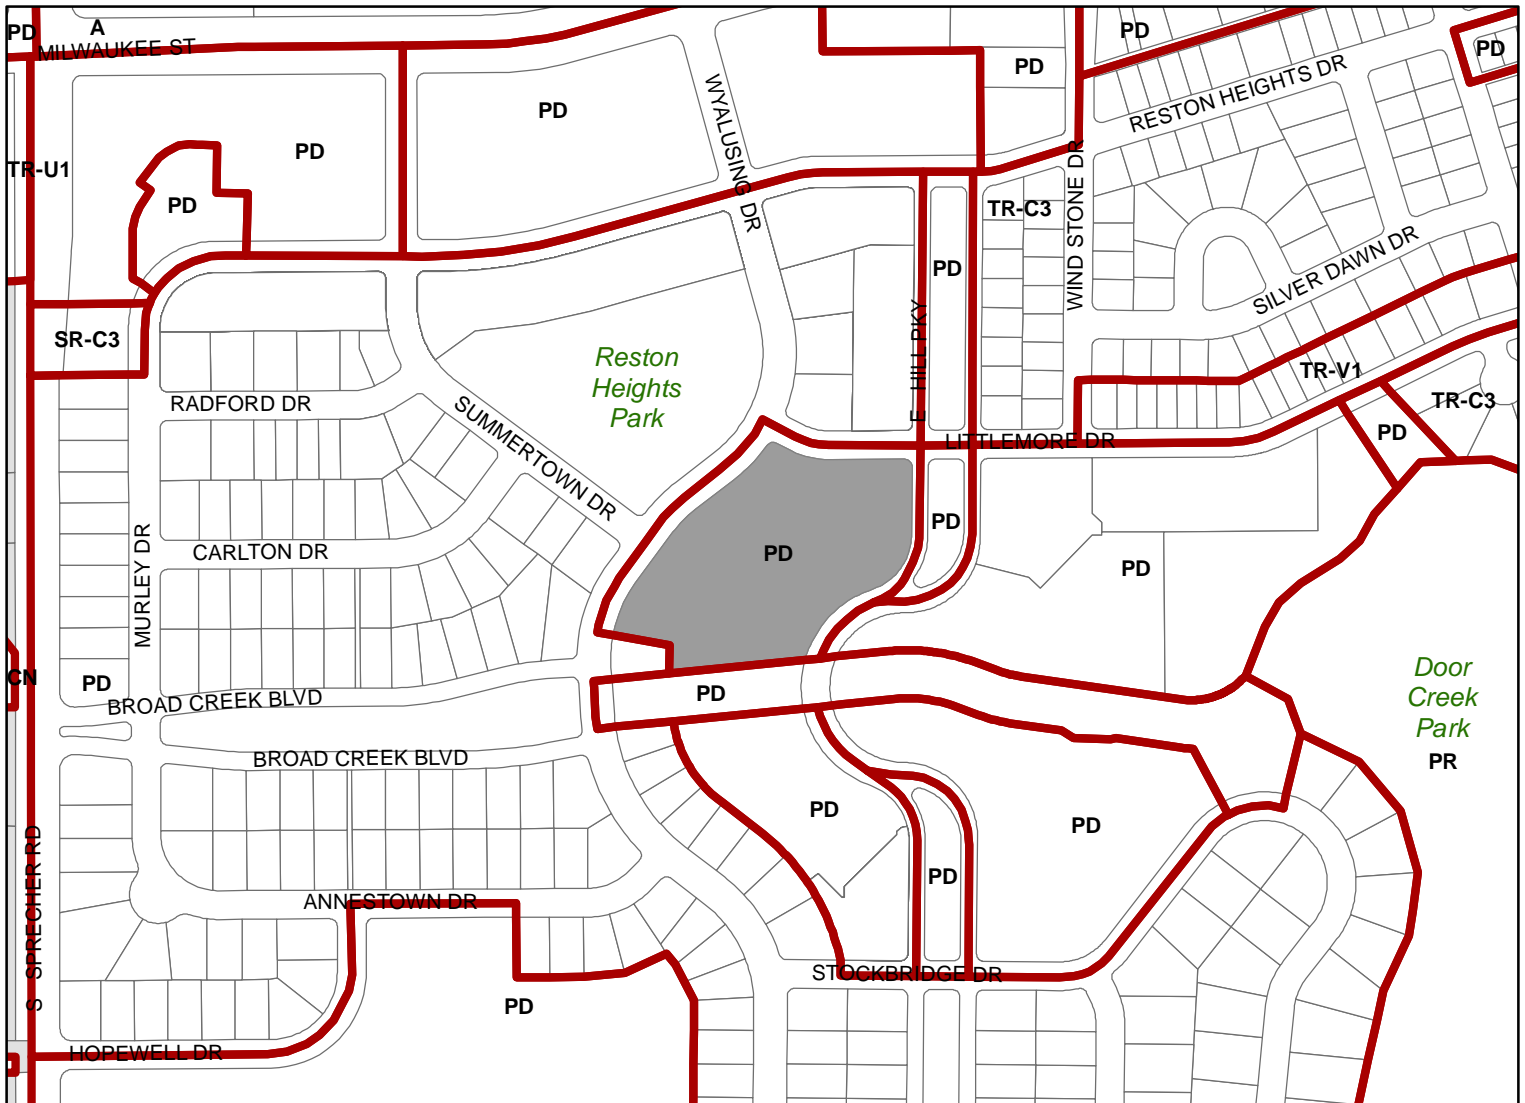 PD
A
MILWAUKEE ST
PD
PD
PD
PD
WYALUSING DR
RESTON HEIGHTS DR
PD
TR-U1
PD
PD
TR-C3
WIND STONE DR
SILVER DAWN DR
PD
E HILL PKY
SR-C3
Reston
Heights
Park
TR-V1
TR-C3
RADFORD DR
SUMMERTOWN DR
LITTLEMORE DR
PD
PD
CARLTON DR
MURLEY DR
PD
PD
CN
PD
BROAD CREEK BLVD
PD
Door
Creek
Park
PR
BROAD CREEK BLVD
PD
PD
PD
S SPRECHER RD
ANNESTOWN DR
STOCKBRIDGE DR
PD
HOPEWELL DR